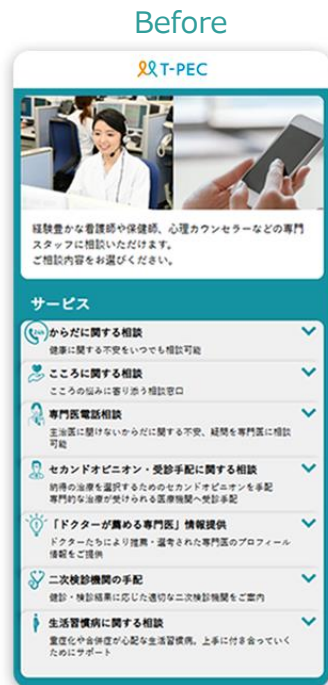 Before
T-PEC
経験豊かな看護師や保健師、心理カウンセラーなどの専門
スタッフに相談いただけます。
ご相談内容をお選びください。
サービス
24h
からだに関する相談
健康に関する不安をいつでも相談可能
こころに関する相談
こころの悩みに寄り添う相談窓口
専門医電話相談
主治医に聞けないからだに関する不安、疑問を専門医に相談
可能
セカンドオピニオン・受診手配に関する相談
納得の治療を選択するためのセカンドオピニオンを手配
専門的な治療が受けられる医療機関へ受診手配
「ドクターが薦める専門医」情報提供
ドクターたちにより推薦・選考された専門医のプロフィール
情報をご提供
二次検診機関の手配
健診・検診結果に応じた適切な二次検診機関をご案内
生活習慣病に関する相談
重症化や合併症が心配な生活習慣病、上手に付き合っていく
ためにサポート